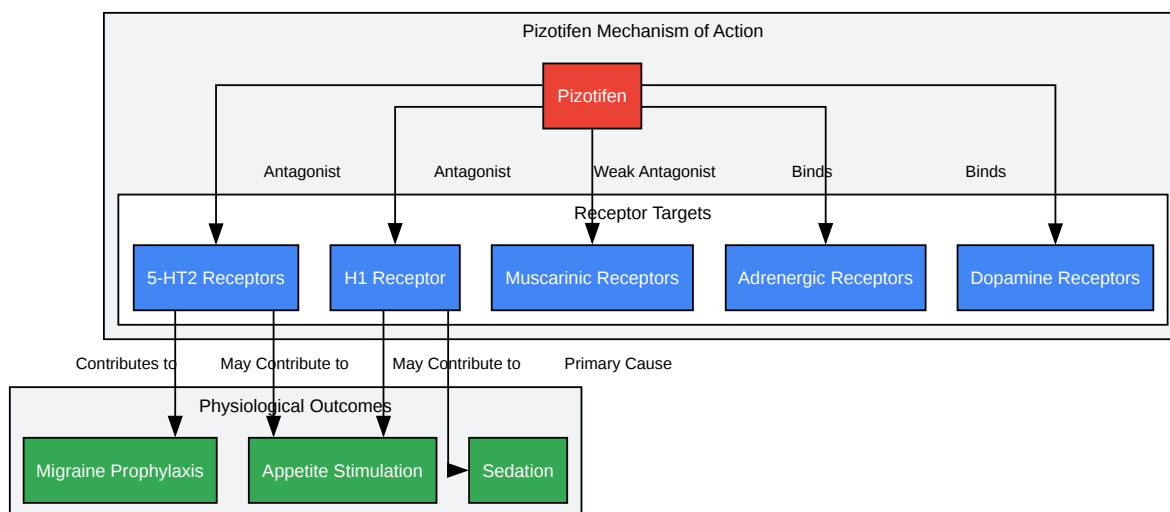 Pizotifen Mechanism of Action
Pizotifen
Antagonist
Antagonist
Weak Antagonist
Binds
Binds
Receptor Targets
5-HT2 Receptors
H1 Receptor
Muscarinic Receptors
Adrenergic Receptors
Dopamine Receptors
Contributes to
May Contribute to
May Contribute to
Primary Cause
Physiological Outcomes
Migraine Prophylaxis
Appetite Stimulation
Sedation